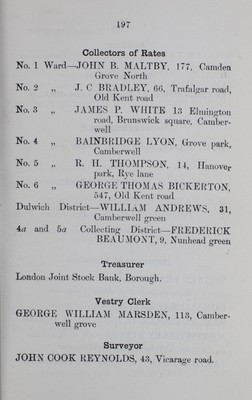 197
Collectors of Rates
No. 1 Ward—JOHN B. MALTBY, 177, Camden
Grove North
No. 2 „ J. C BRADLEY, 66, Trafalgar road,
Old Kent road
No. 3 „ JAMES P. WHITE 13 Elmington
road, Brunswick square, Camber-
well
No. 4 „ BAINBRIDGE LYON, Grove park,
Camberwell
No. 5 „ R. H. THOMPSON, 14, Hanover
park, Rye lane
No. 6 „ GEORGE THOMAS BICKERTON,
547, Old Kent road
Dulwich District—WILLIAM ANDREWS, 31,
Camberwell green
4a and 5a Collecting District—FREDERICK
BEAUMONT, 9, Nunhead green
Treasurer
London Joint Stock Bank, Borough.
Vestry Clerk
GEORGE WILLIAM MARSDEN, 113, Camber-
well grove
Surveyor
JOHN COOK REYNOLDS, 43, Vicarage road.